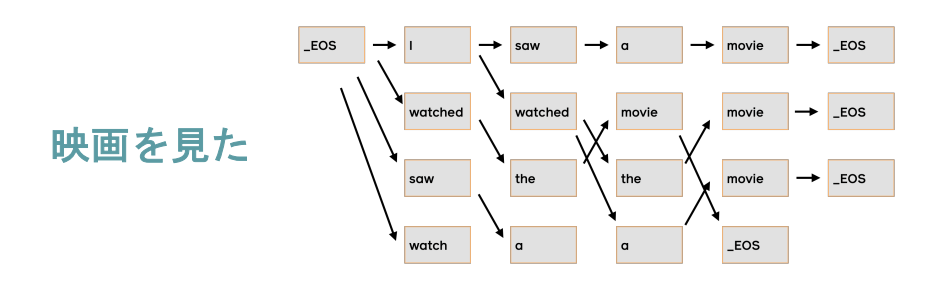 _EOS I saw a movie _EOS
watched watched movie movie _EOS
映画を見た
saw the the movie _EOS
watch a a _EOS